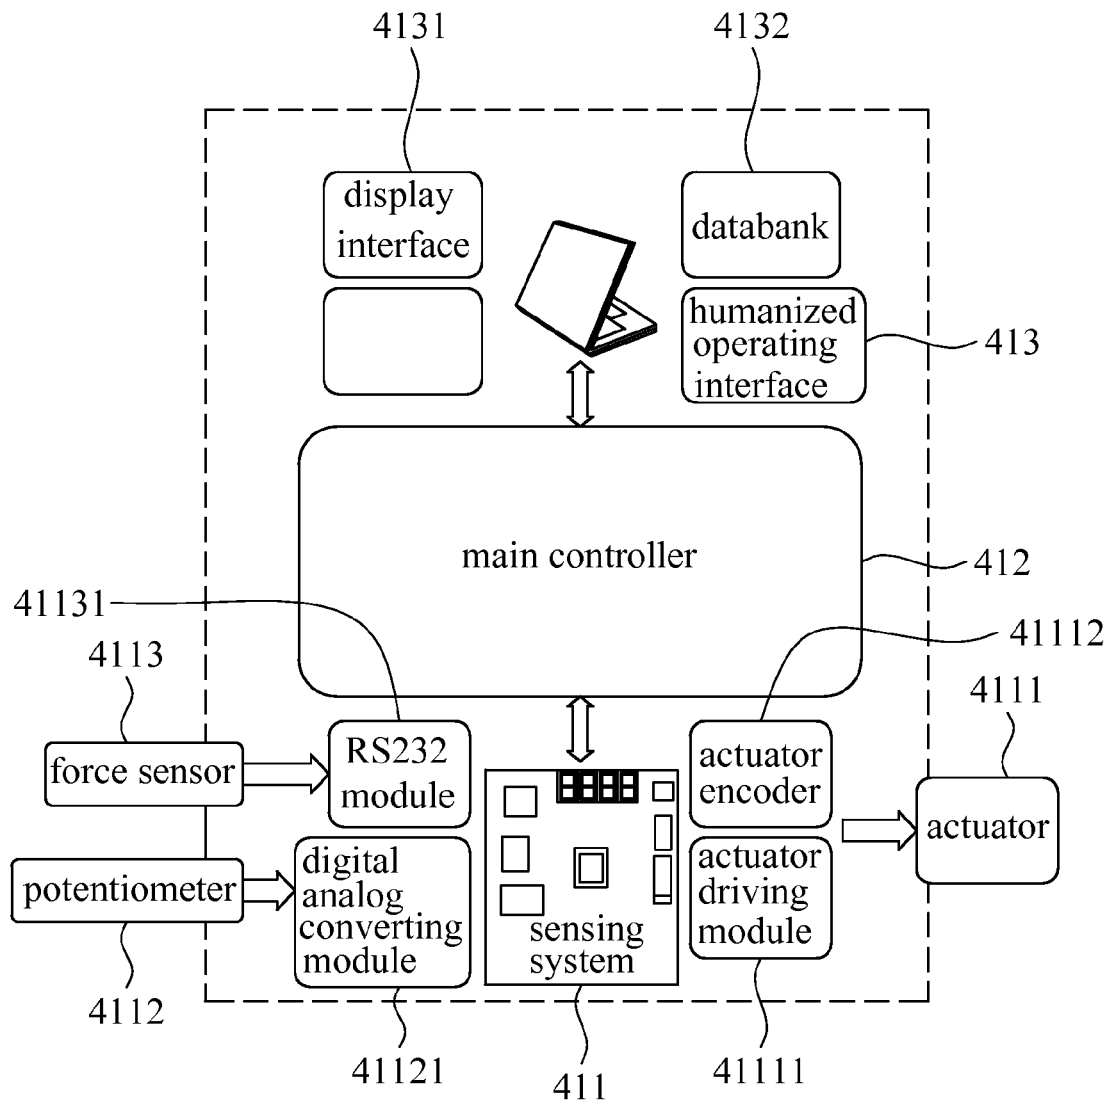 4131
4132
display
interface
databank
humanized
operating
interface
413
main controller
412
41131
41112
4113
4111
RS232
module
actuator
encoder
force sensor
actuator
digital
analog
converting
module
actuator
driving
module
potentiometer
sensing
system
4112
41121
411
41111